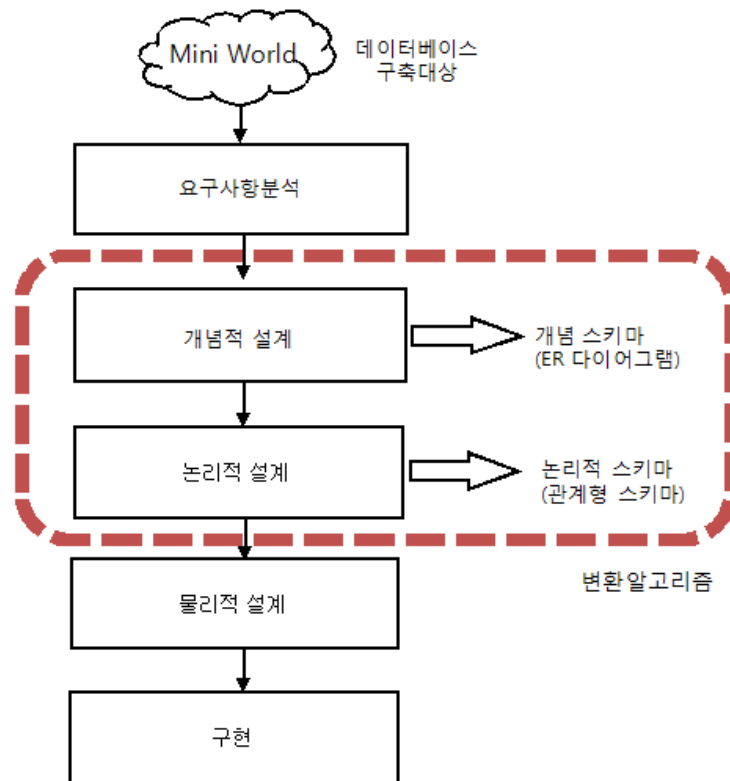 Mini World
데이터베이스
구축대상
요구사항분석
개념적 설계
개념 스키마
(ER 다이어그램)
논리적 설계
논리적 스키마
(관계형 스키마)
변환알고리즘
물리적 설계
구현